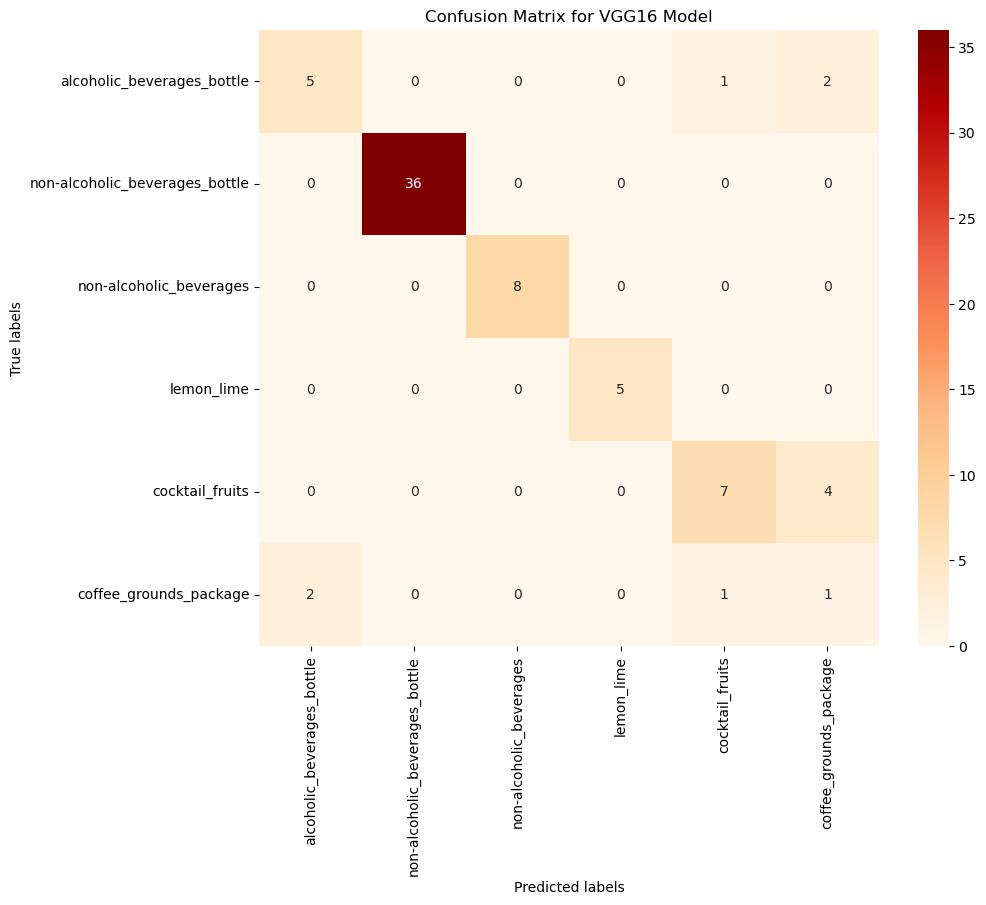 Confusion Matrix for VGG16 Model
True labels
alcoholic_beverages_bottle 5 0 0 0 1 2
non-alcoholic_beverages_bottle 0 36 0 0 0 0
non-alcoholic_beverages 0 0 8 0 0 0
lemon_lime 0 0 0 5 0 0
cocktail_fruits 0 0 0 0 7 4
coffee_grounds_package 2 0 0 0 1 1
alcoholic_beverages_bottle
non-alcoholic_beverages_bottle
non-alcoholic_beverages
lemon_lime
cocktail_fruits
coffee_grounds_package
Predicted labels
35
30
25
20
15
10
5
0